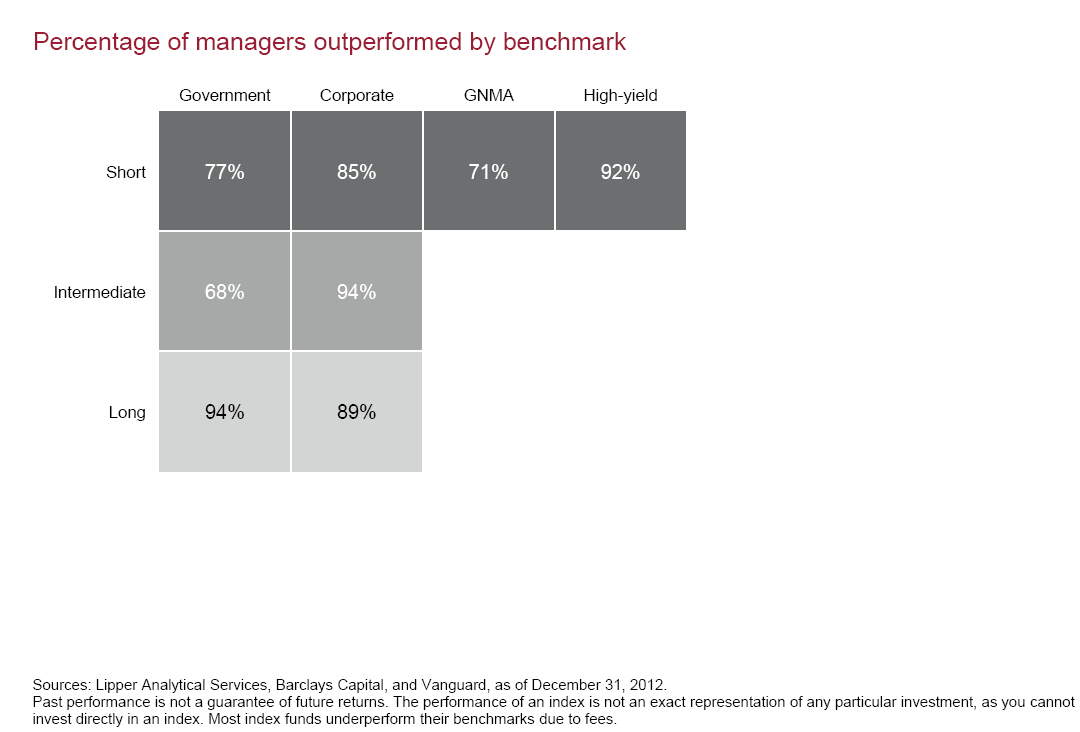 Percentage of managers outperformed by benchmark
Government Corporate GNMA High-yield
Short 77% 85% 71% 92%
Intermediate 68% 94%
Long 94% 89%
Sources: Lipper Analytical Services, Barclays Capital, and Vanguard, as of December 31, 2012.
Past performance is not a guarantee of future returns. The performance of an index is not an exact representation of any particular investment, as you cannot
invest directly in an index. Most index funds underperform their benchmarks due to fees.